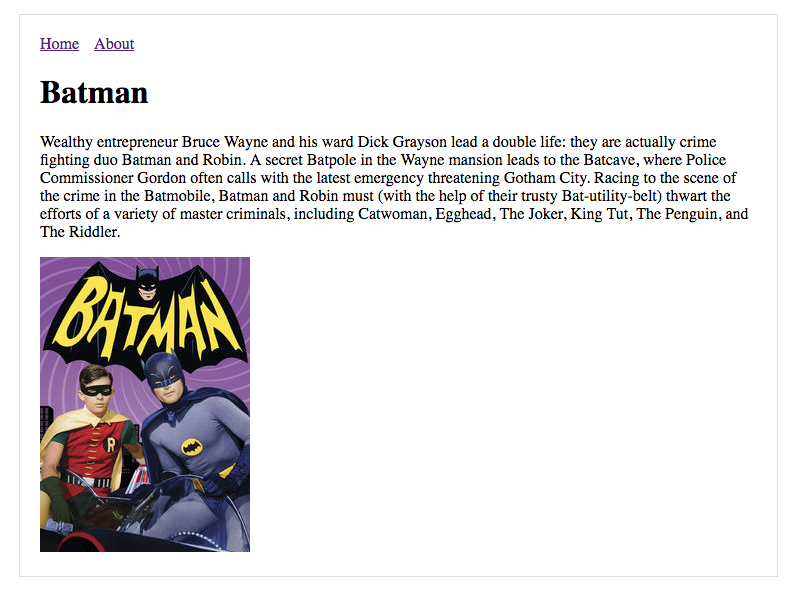 Home About
Batman
Wealthy entrepreneur Bruce Wayne and his ward Dick Grayson lead a double life: they are actually crime
fighting duo Batman and Robin. A secret Batpole in the Wayne mansion leads to the Batcave, where Police
Commissioner Gordon often calls with the latest emergency threatening Gotham City. Racing to the scene of
the crime in the Batmobile, Batman and Robin must (with the help of their trusty Bat-utility-belt) thwart the
efforts of a variety of master criminals, including Catwoman, Egghead, The Joker, King Tut, The Penguin, and
The Riddler.
BATMAN
R